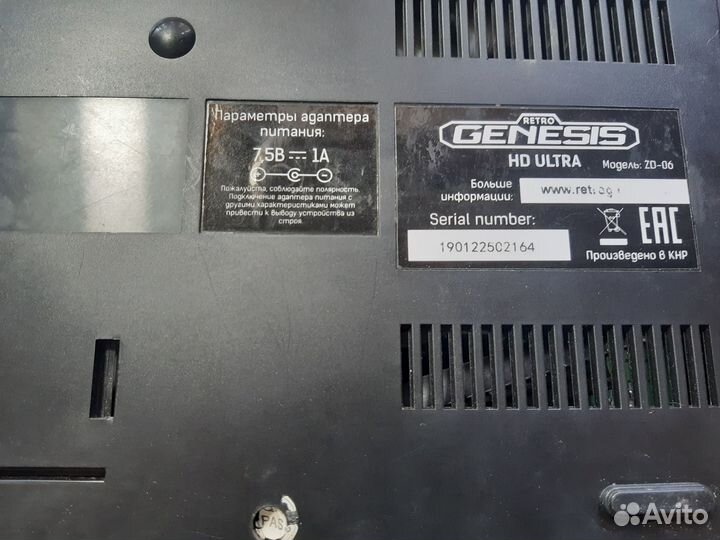 Параметры адаптера
питания:
7,5В 1А
Пожалуйста, соблюдайте полярность.
Подключение адаптера питания с
другими характеристиками может
привести к выводу устройства из
строя.
RETRO
GENESIS
HD ULTRA Модель: ZD-06
Больше
информации:
Serial number:
190122502164
EAC
Произведено в КНР
PAS
Avito